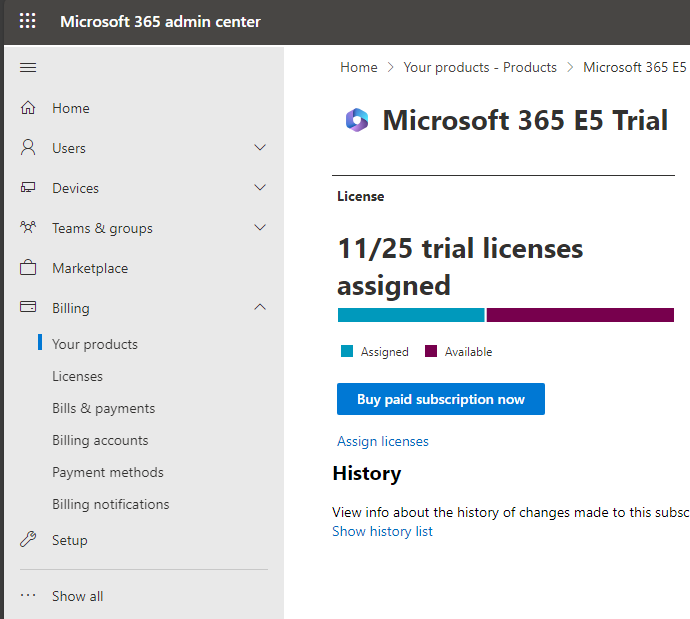 Microsoft 365 admin center
Home
Users
Devices
Teams & groups
Marketplace
Billing
Your products
Licenses
Bills & payments
Billing accounts
Payment methods
Billing notifications
Setup
Show all
Home > Your products - Products > Microsoft 365 E5
Microsoft 365 E5 Trial
License
11/25 trial licenses
assigned
Assigned Available
Buy paid subscription now
Assign licenses
History
View info about the history of changes made to this subsc
Show history list